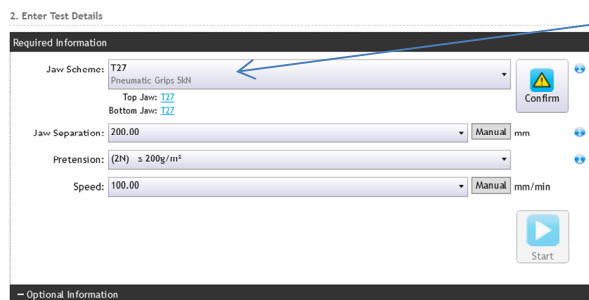 2. Enter Test Details
Required Information
Jaw Scheme: T27
Pneumatic Grips 5kN
Confirm
Top Jaw: T27
Bottom Jaw: T27
Jaw Separation: 200.00 Manual mm
Pretension: (2N) ≤ 200g/m²
Speed: 100.00 Manual mm/min
Start
− Optional Information